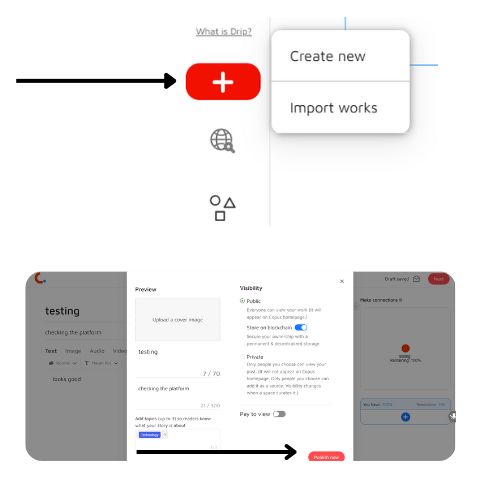 What is Drip?
Create new
Import works
Draft saved
Next
testing
checking the platform
Text Image Audio Video
looks good
Preview
Upload a cover image
testing
7 / 70
checking the platform
21 / 300
Add topics (up to 3) so readers know
what your story is about
Visibility
Public
Everyone can view your work (It will
appear on Copus homepage.)
Store on blockchain
Secure your ownership with a
permanent & decentralized storage.
Private
Only people you choose can view your
post. (It will not appear on Copus
homepage. Only people you choose can
add it as a source. Visibility changes
when a space curates it.)
Pay to view
Publish now
Make connections
testing
Remaining: 100%
You have